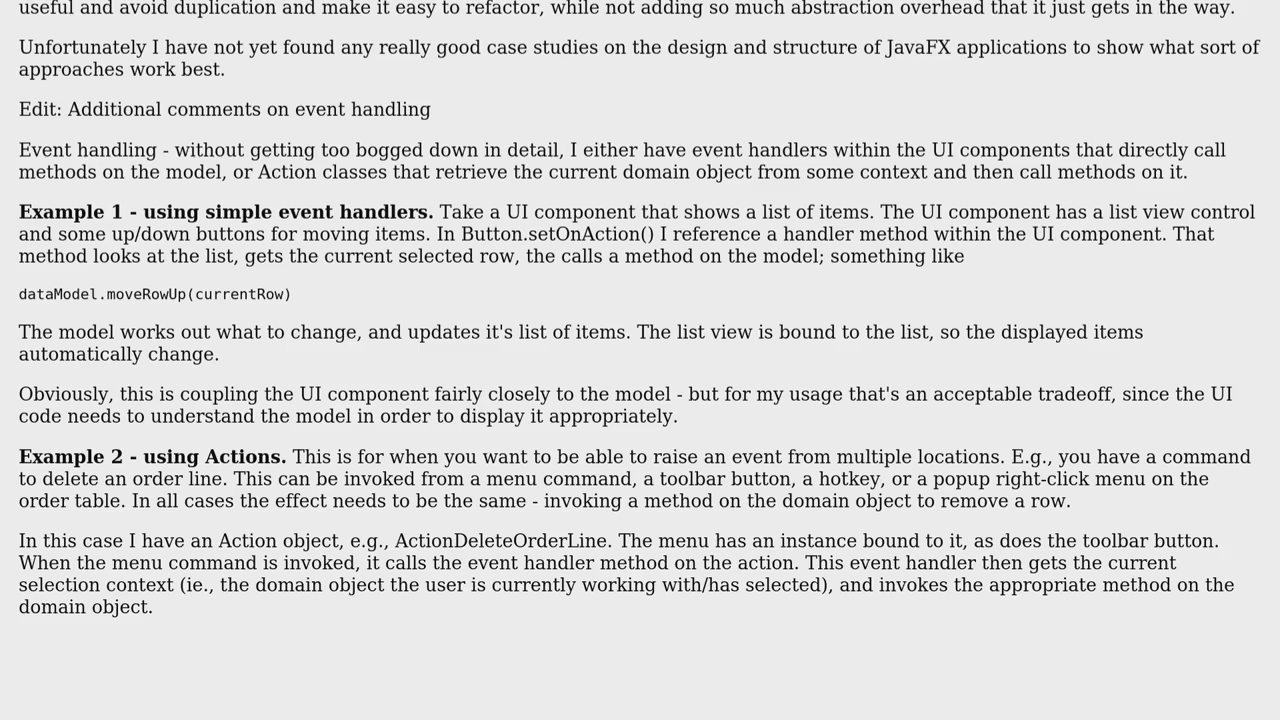 useful and avoid duplication and make it easy to refactor, while not adding so much abstraction overhead that it just gets in the way.
Unfortunately I have not yet found any really good case studies on the design and structure of JavaFX applications to show what sort of
approaches work best.
Edit: Additional comments on event handling
Event handling - without getting too bogged down in detail, I either have event handlers within the UI components that directly call
methods on the model, or Action classes that retrieve the current domain object from some context and then call methods on it.
Example 1 - using simple event handlers. Take a UI component that shows a list of items. The UI component has a list view control
and some up/down buttons for moving items. In Button.setOnAction() I reference a handler method within the UI component. That
method looks at the list, gets the current selected row, the calls a method on the model; something like
dataModel.moveRowUp(currentRow)
The model works out what to change, and updates it's list of items. The list view is bound to the list, so the displayed items
automatically change.
Obviously, this is coupling the UI component fairly closely to the model - but for my usage that's an acceptable tradeoff, since the UI
code needs to understand the model in order to display it appropriately.
Example 2 - using Actions. This is for when you want to be able to raise an event from multiple locations. E.g., you have a command
to delete an order line. This can be invoked from a menu command, a toolbar button, a hotkey, or a popup right-click menu on the
order table. In all cases the effect needs to be the same - invoking a method on the domain object to remove a row.
In this case I have an Action object, e.g., ActionDeleteOrderLine. The menu has an instance bound to it, as does the toolbar button.
When the menu command is invoked, it calls the event handler method on the action. This event handler then gets the current
selection context (ie., the domain object the user is currently working with/has selected), and invokes the appropriate method on the
domain object.